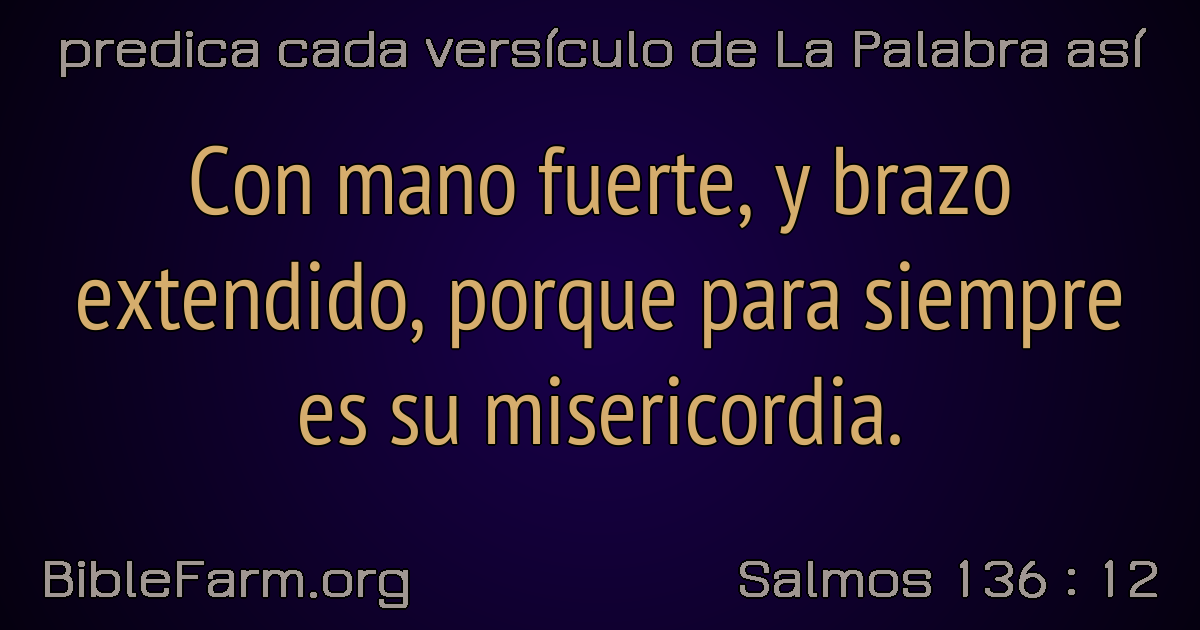 predica cada versículo de La Palabra así
Con mano fuerte, y brazo
extendido, porque para siempre
es su misericordia.
BibleFarm.org
Salmos 136 : 12